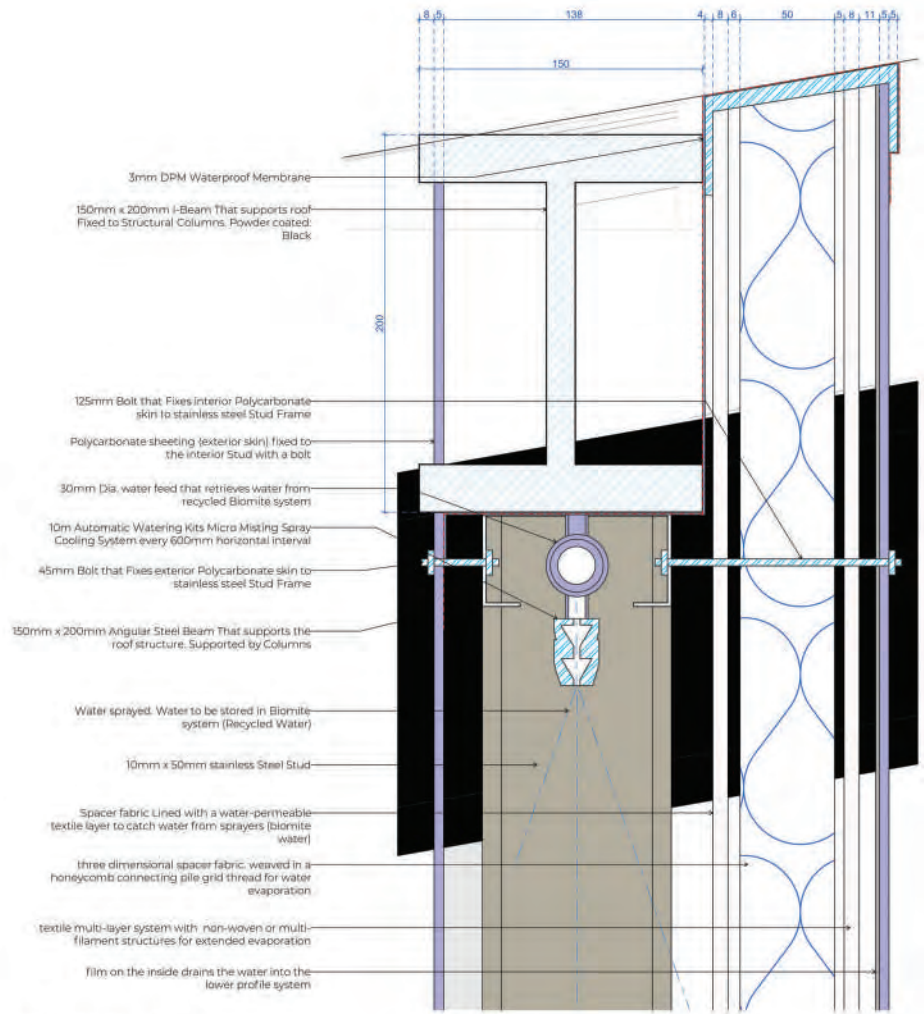 8 5 138 4 8 6 50 5 8 11 5 5
150
200
3mm DPM Waterproof Membrane
150mm x 200mm I-Beam That supports roof
Fixed to Structural Columns. Powder coated:
Black
125mm Bolt that Fixes interior Polycarbonate
skin to stainless steel Stud Frame
Polycarbonate sheeting (exterior skin) fixed to
the interior Stud with a bolt
30mm Dia. water feed that retrieves water from
recycled Biomite system
10m Automatic Watering Kits Micro Misting Spray
Cooling System every 600mm horizontal interval
45mm Bolt that Fixes exterior Polycarbonate skin to
stainless steel Stud Frame
150mm x 200mm Angular Steel Beam That supports the
roof structure. Supported by Columns
Water sprayed. Water to be stored in Biomite
system (Recycled Water)
10mm x 50mm stainless Steel Stud
Spacer fabric Lined with a water-permeable
textile layer to catch water from sprayers (biomite
water)
three dimensional spacer fabric, weaved in a
honeycomb connecting pile grid thread for water
evaporation
textile multi-layer system with non-woven or multi-
filament structures for extended evaporation
film on the inside drains the water into the
lower profile system